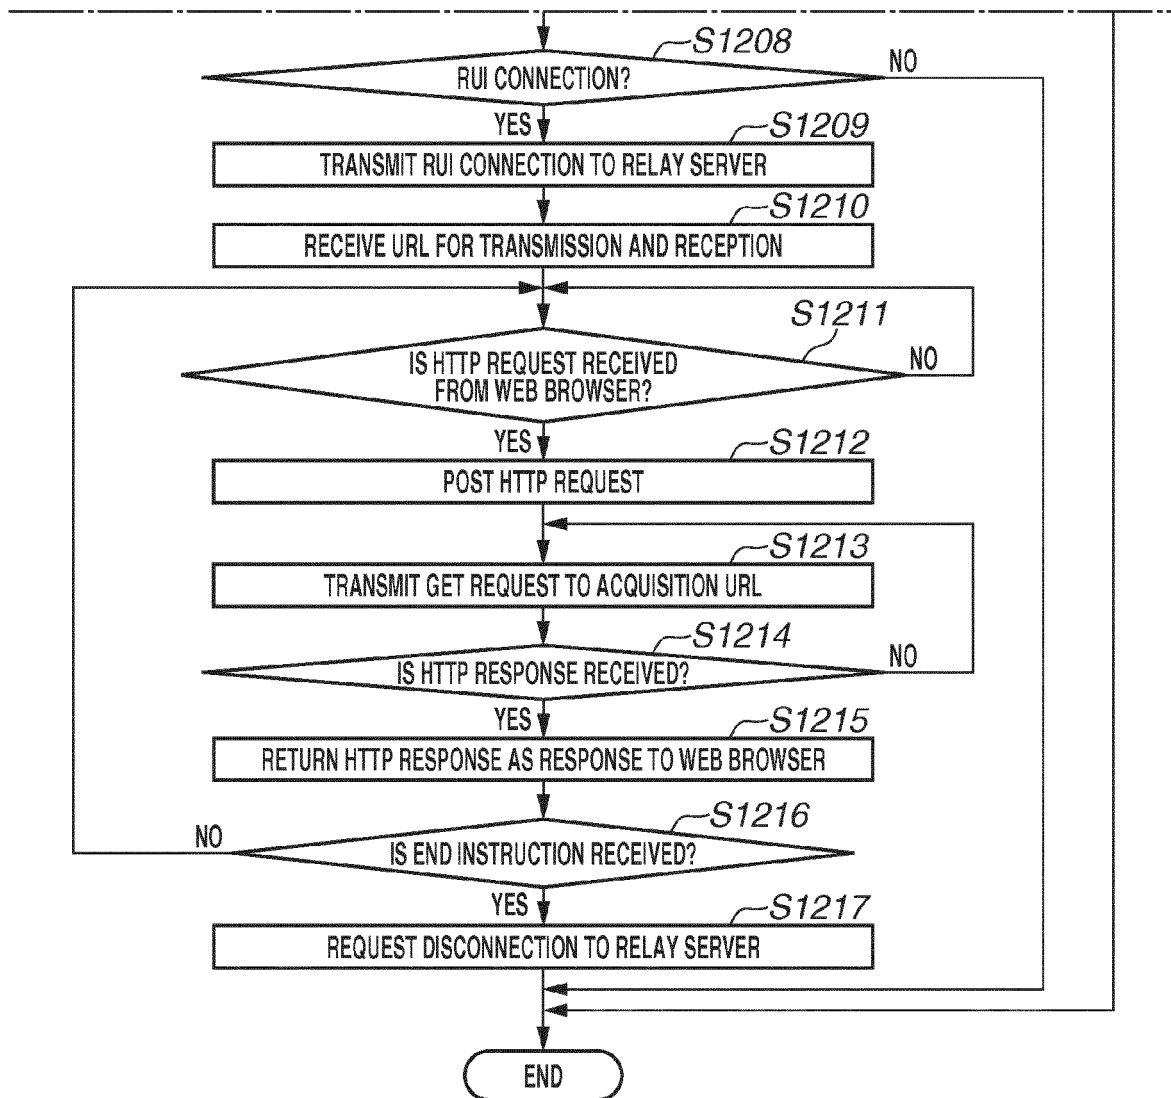 S1208
RUI CONNECTION?
NO
YES
S1209
TRANSMIT RUI CONNECTION TO RELAY SERVER
S1210
RECEIVE URL FOR TRANSMISSION AND RECEPTION
S1211
IS HTTP REQUEST RECEIVED
FROM WEB BROWSER?
NO
YES
S1212
POST HTTP REQUEST
S1213
TRANSMIT GET REQUEST TO ACQUISITION URL
S1214
IS HTTP RESPONSE RECEIVED?
NO
YES
S1215
RETURN HTTP RESPONSE AS RESPONSE TO WEB BROWSER
S1216
NO
IS END INSTRUCTION RECEIVED?
YES
S1217
REQUEST DISCONNECTION TO RELAY SERVER
END